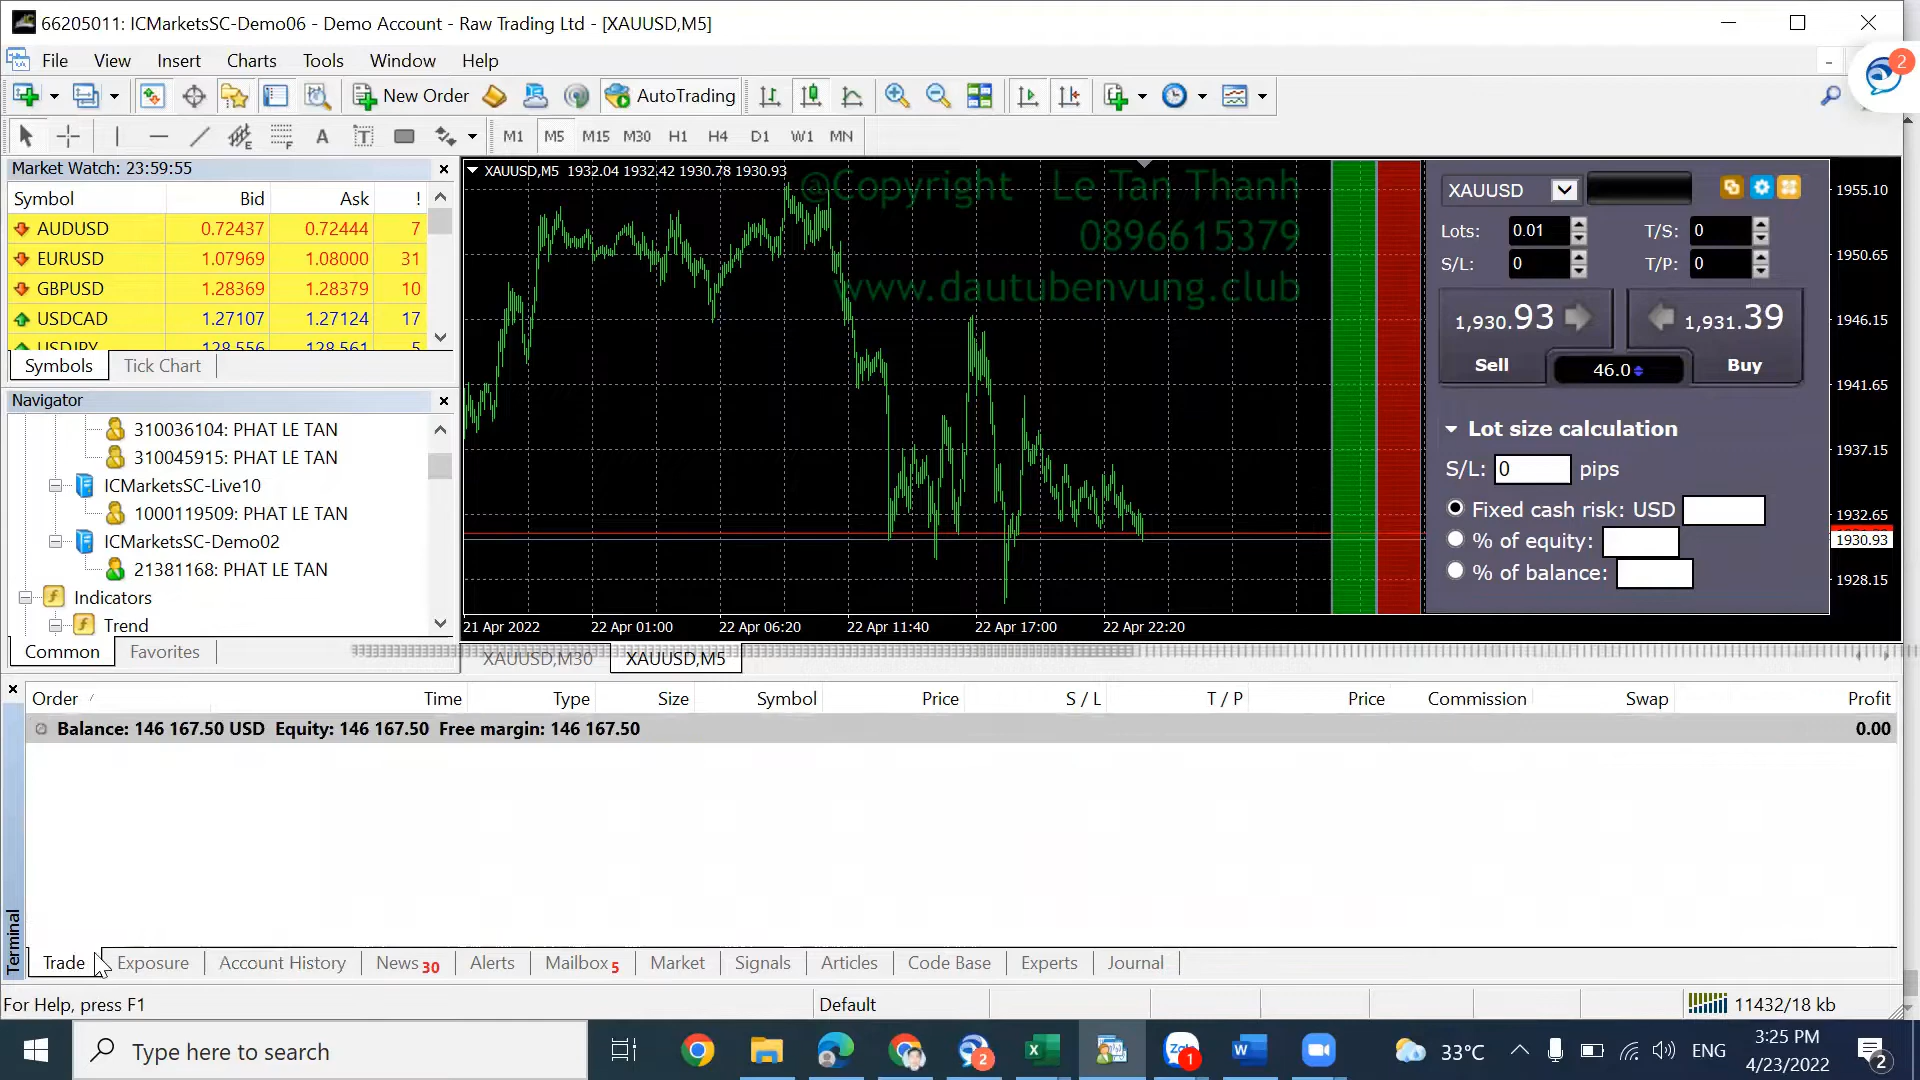 66205011: ICMarketsSC-Demo06 - Demo Account - Raw Trading Ltd - [XAUUSD,M5]
2
File View Insert Charts Tools Window Help
New Order AutoTrading
A T M1 M5 M15 M30 H1 H4 D1 W1 MN
Market Watch: 23:59:55
Symbol Bid Ask !
AUDUSD 0.72437 0.72444 7
EURUSD 1.07969 1.08000 31
GBPUSD 1.28369 1.28379 10
USDCAD 1.27107 1.27124 17
USDJPY 128.556 128.561 5
Symbols Tick Chart
Navigator
310036104: PHAT LE TAN
310045915: PHAT LE TAN
ICMarketsSC-Live10
1000119509: PHAT LE TAN
ICMarketsSC-Demo02
21381168: PHAT LE TAN
Indicators
Trend
Common Favorites
XAUUSD,M5 1932.04 1932.42 1930.78 1930.93
@Copyright Le Tan Thanh
0896615379
www.dautubenvung.club
XAUUSD
Lots: 0.01 T/S: 0
S/L: 0 T/P: 0
1,930.93 1,931.39
Sell 46.0 Buy
Lot size calculation
S/L: 0 pips
Fixed cash risk: USD
% of equity:
% of balance:
1955.10
1950.65
1946.15
1941.65
1937.15
1932.65
1930.93
1928.15
21 Apr 2022 22 Apr 01:00 22 Apr 06:20 22 Apr 11:40 22 Apr 17:00 22 Apr 22:20
XAUUSD,M30 XAUUSD,M5
Order Time Type Size Symbol Price S / L T / P Price Commission Swap Profit
Balance: 146 167.50 USD Equity: 146 167.50 Free margin: 146 167.50 0.00
Terminal
Trade Exposure Account History News 30 Alerts Mailbox 5 Market Signals Articles Code Base Experts Journal
For Help, press F1 Default 11432/18 kb
Type here to search 2 1 33°C ENG 3:25 PM
4/23/2022 2